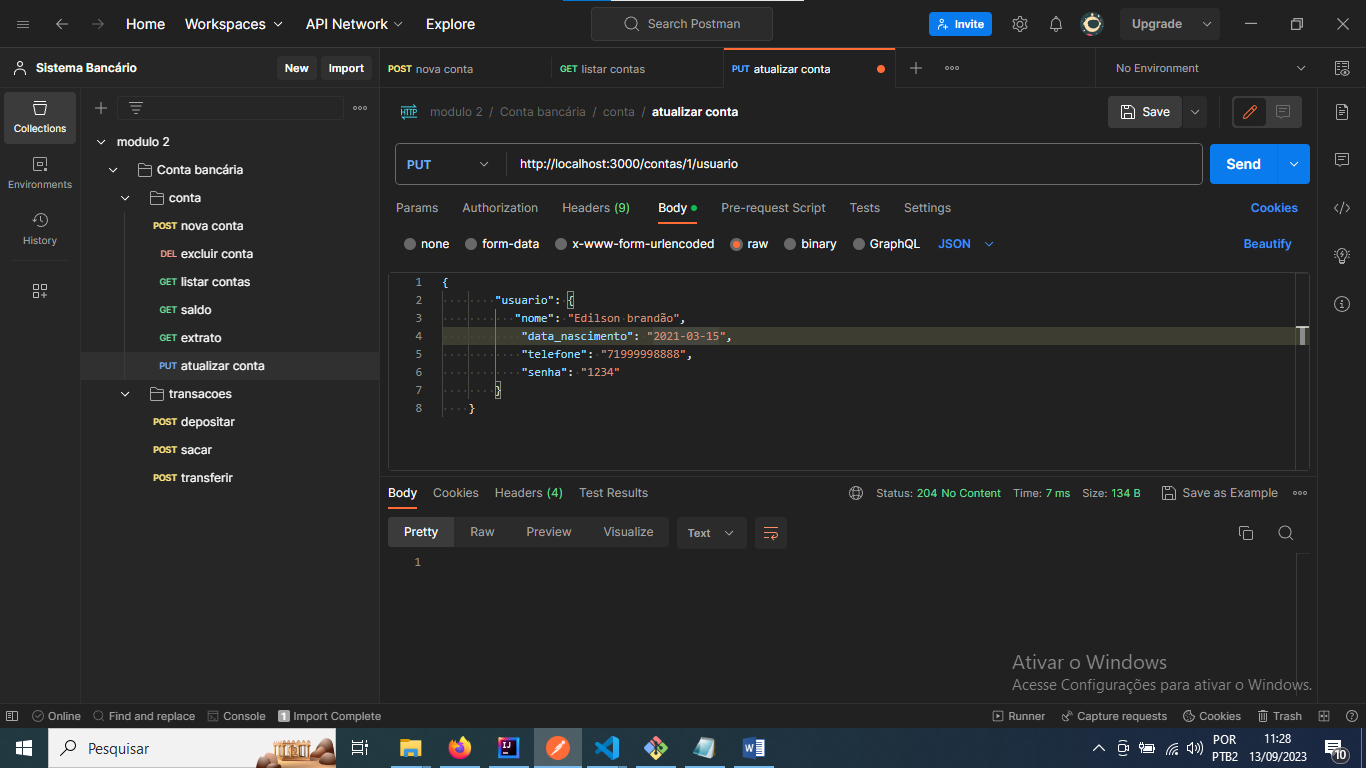 Home Workspaces API Network Explore Search Postman Invite Upgrade
Sistema Bancário New Import POST nova conta GET listar contas PUT atualizar conta No Environment
Collections
Environments
History
modulo 2
Conta bancária
conta
POST nova conta
DEL excluir conta
GET listar contas
GET saldo
GET extrato
PUT atualizar conta
transacoes
POST depositar
POST sacar
POST transferir
HTTP modulo 2 / Conta bancária / conta / atualizar conta Save
PUT http://localhost:3000/contas/1/usuario Send
Params Authorization Headers (9) Body Pre-request Script Tests Settings Cookies
none form-data x-www-form-urlencoded raw binary GraphQL JSON Beautify
1 {
2 "usuario": {
3 "nome": "Edilson brandão",
4 "data_nascimento": "2021-03-15",
5 "telefone": "71999998888",
6 "senha": "1234"
7 }
8 }
Body Cookies Headers (4) Test Results Status: 204 No Content Time: 7 ms Size: 134 B Save as Example
Pretty Raw Preview Visualize Text
1
Ativar o Windows
Acesse Configurações para ativar o Windows.
Online Find and replace Console 1 Import Complete Runner Capture requests Cookies Trash
Pesquisar POR 11:28
PTB2 13/09/2023 10